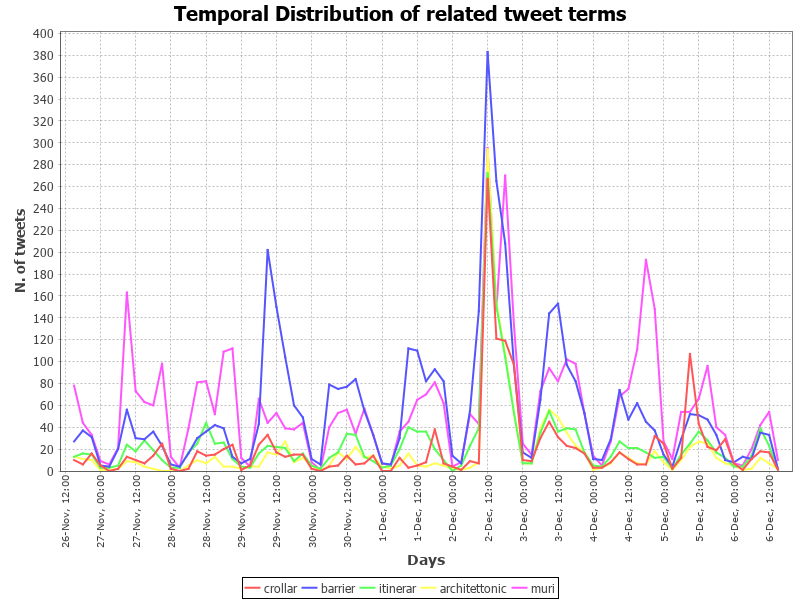 Temporal Distribution of related tweet terms
400
380
360
340
320
300
280
260
240
220
200
180
160
140
120
100
80
60
40
20
0
N. of tweets
26-Nov, 12:00
27-Nov, 00:00
27-Nov, 12:00
28-Nov, 00:00
28-Nov, 12:00
29-Nov, 00:00
29-Nov, 12:00
30-Nov, 00:00
30-Nov, 12:00
1-Dec, 00:00
1-Dec, 12:00
2-Dec, 00:00
2-Dec, 12:00
3-Dec, 00:00
3-Dec, 12:00
4-Dec, 00:00
4-Dec, 12:00
5-Dec, 00:00
5-Dec, 12:00
6-Dec, 00:00
6-Dec, 12:00
Days
crollar barrier itinerar architettonic muri